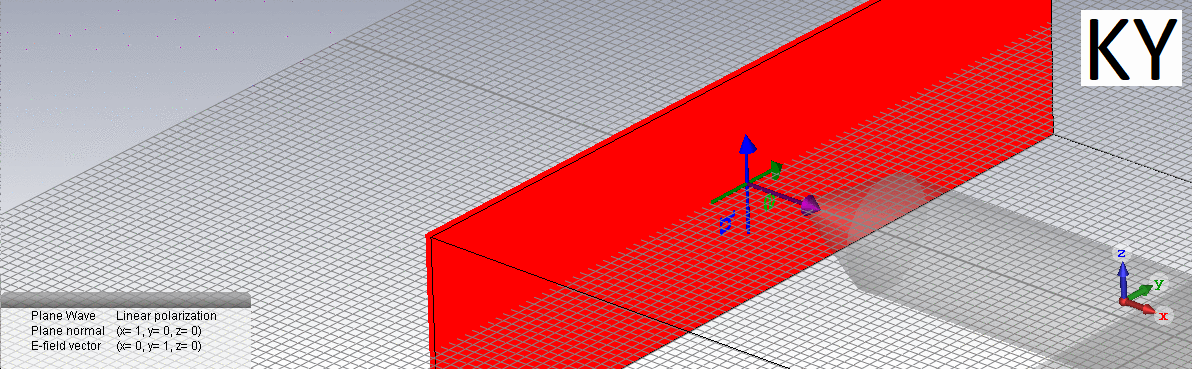 KY
z
y
x
Plane Wave Linear polarization
Plane normal (x= 1, y= 0, z= 0)
E-field vector (x= 0, y= 1, z= 0)